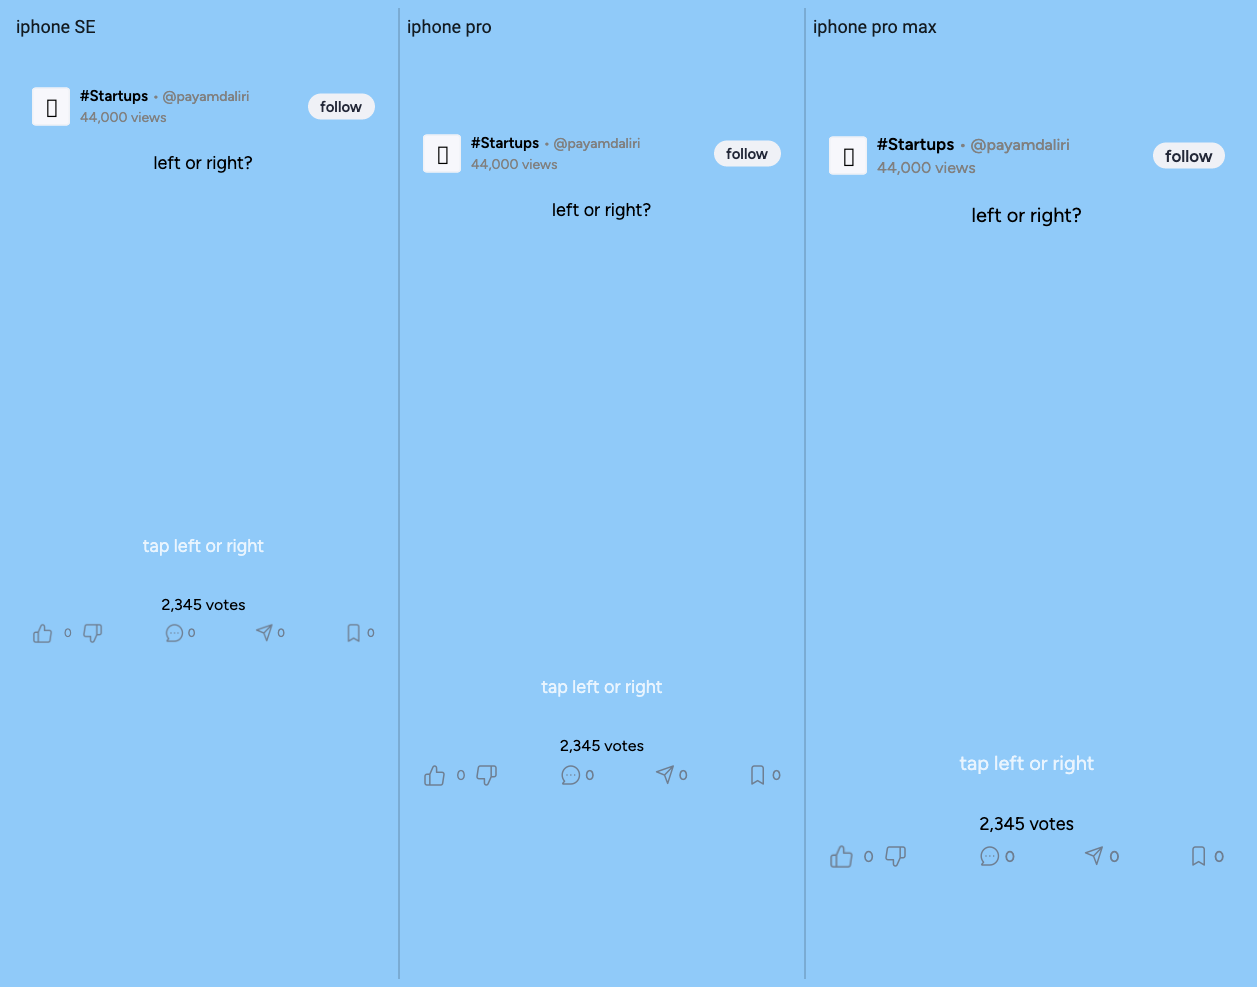 iphone SE
#Startups • @payamdaliri
44,000 views
follow
left or right?
tap left or right
2,345 votes
0
0
0
0
iphone pro
#Startups • @payamdaliri
44,000 views
follow
left or right?
tap left or right
2,345 votes
0
0
0
0
iphone pro max
#Startups • @payamdaliri
44,000 views
follow
left or right?
tap left or right
2,345 votes
0
0
0
0